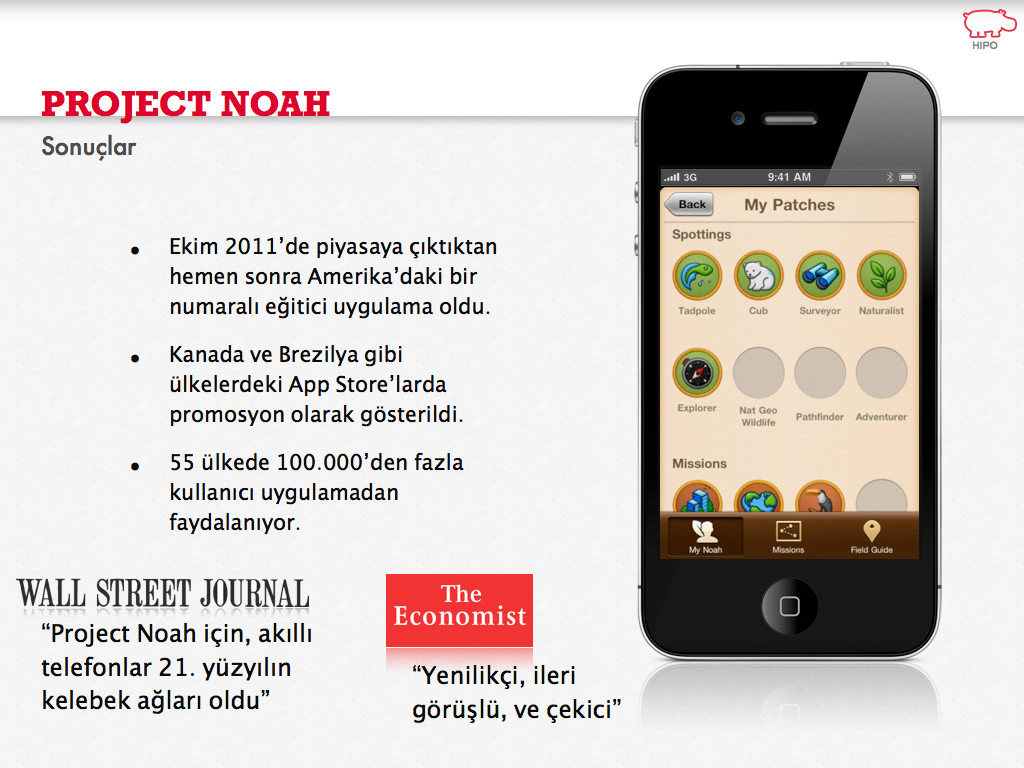 HIPO
PROJECT NOAH
Sonuçlar
• Ekim 2011’de piyasaya çıktıktan
hemen sonra Amerika’daki bir
numaralı eğitici uygulama oldu.
• Kanada ve Brezilya gibi
ülkelerdeki App Store’larda
promosyon olarak gösterildi.
• 55 ülkede 100.000’den fazla
kullanıcı uygulamadan
faydalanıyor.
WALL STREET JOURNAL
“Project Noah için, akıllı
telefonlar 21. yüzyılın
kelebek ağları oldu”
The
Economist
“Yenilikçi, ileri
görüşlü, ve çekici”
3G 9:41 AM
Back My Patches
Spottings
Tadpole Cub Surveyor Naturalist
Explorer Nat Geo Wildlife Pathfinder Adventurer
Missions
My Noah Missions Field Guide